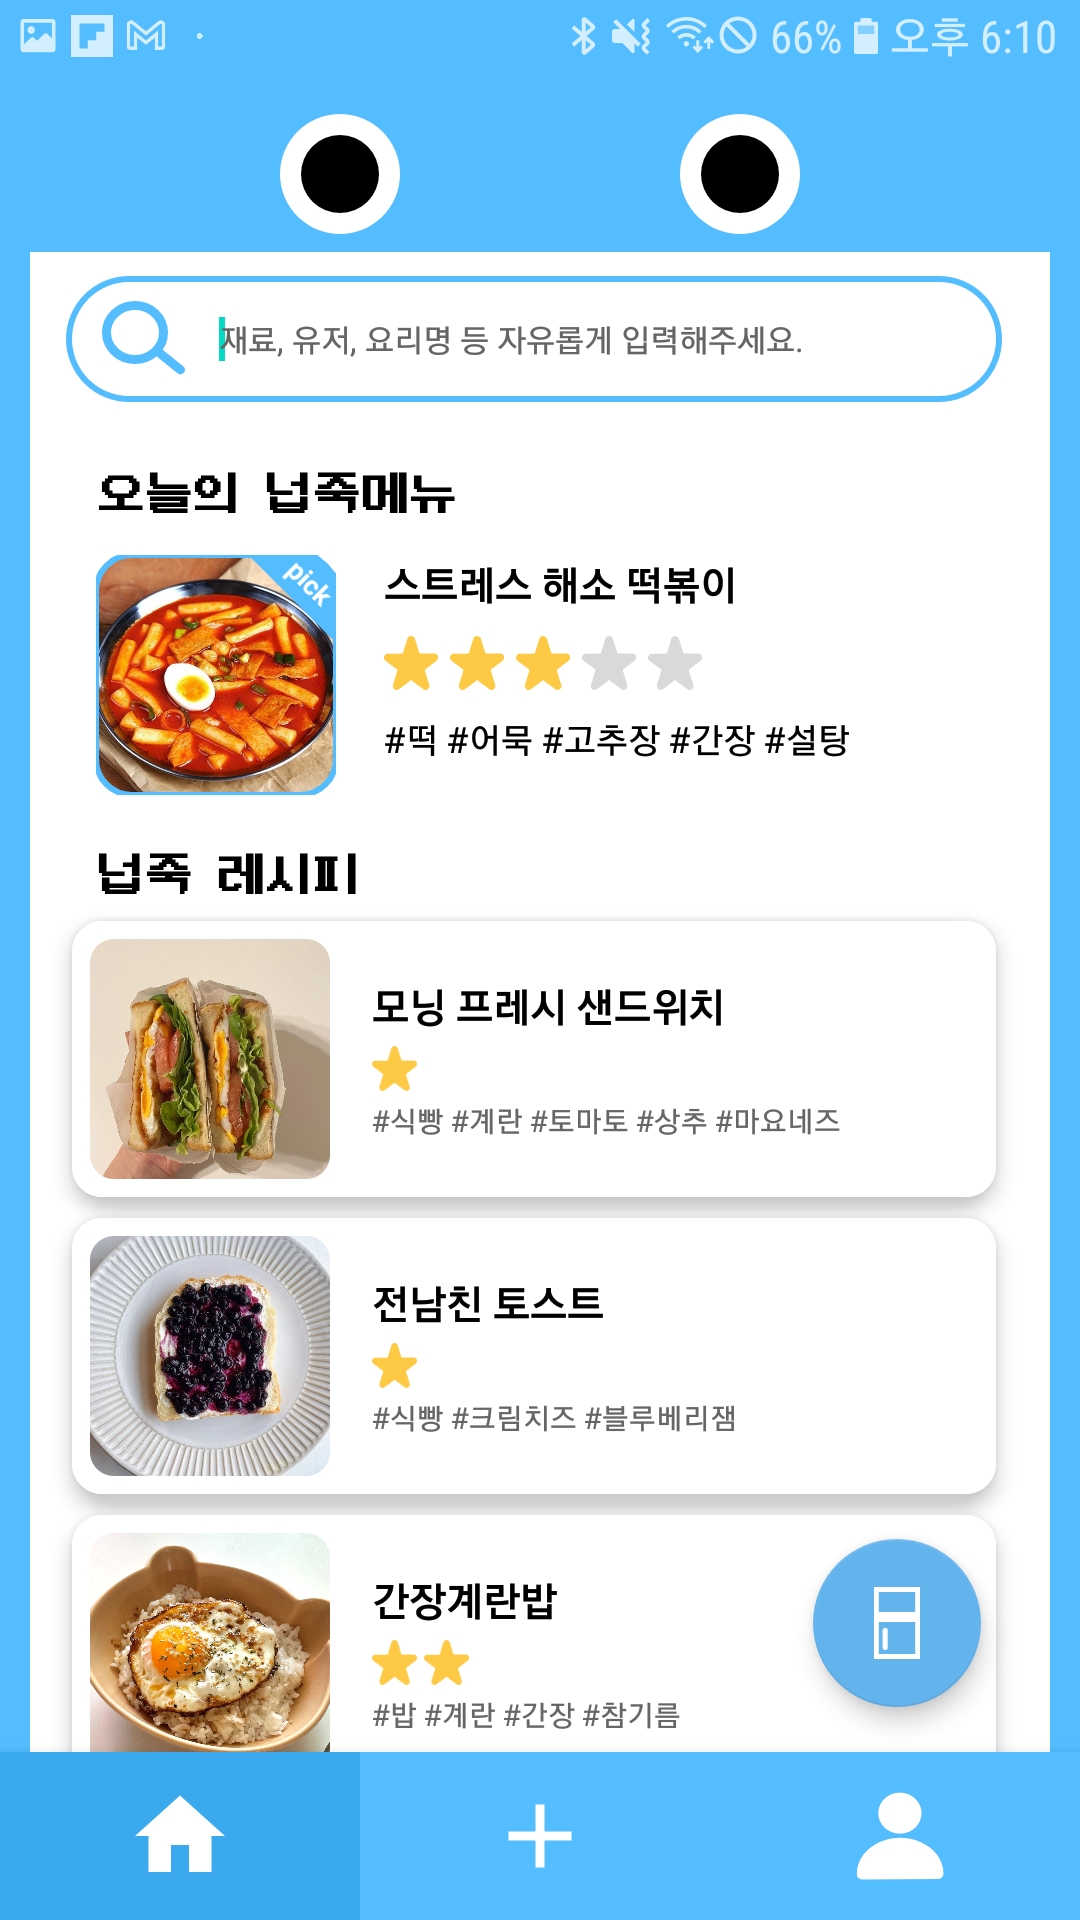 66% 오후 6:10
재료, 유저, 요리명 등 자유롭게 입력해주세요.
오늘의 넙죽메뉴
pick
스트레스 해소 떡볶이
#떡 #어묵 #고추장 #간장 #설탕
넙죽 레시피
모닝 프레시 샌드위치
#식빵 #계란 #토마토 #상추 #마요네즈
전남친 토스트
#식빵 #크림치즈 #블루베리잼
간장계란밥
#밥 #계란 #간장 #참기름